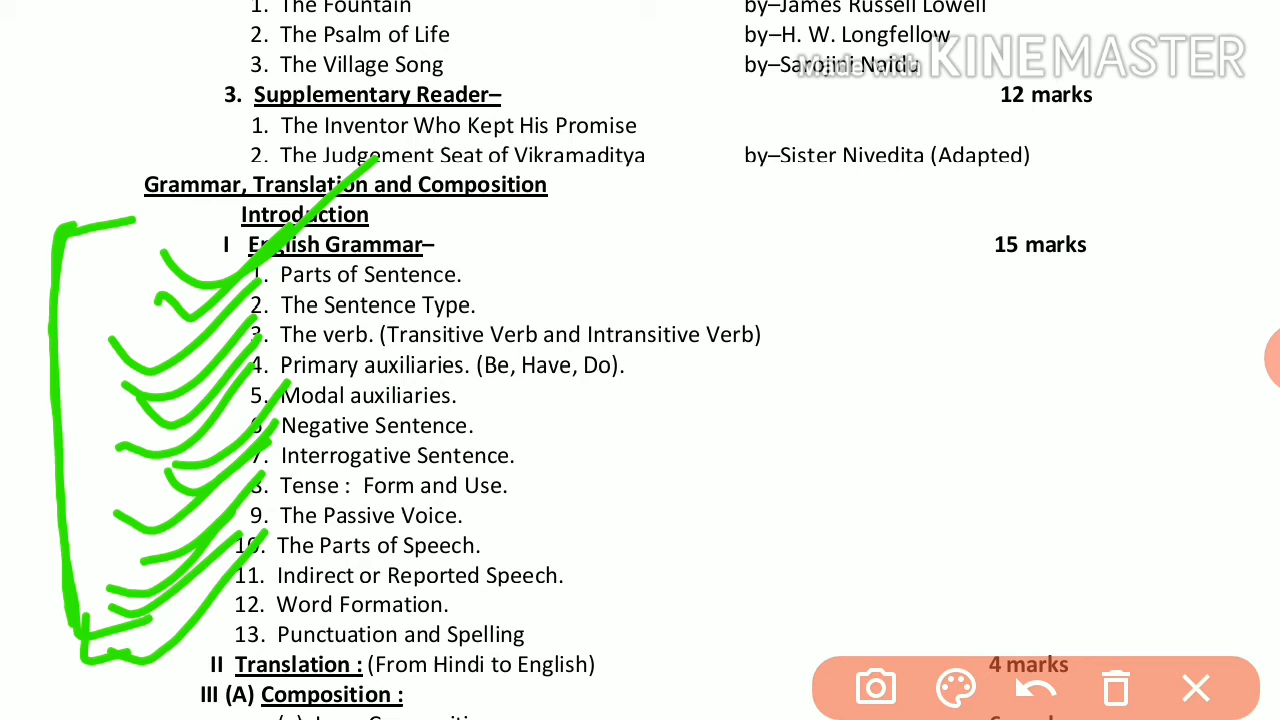 1. The Fountain by–James Russell Lowell
2. The Psalm of Life by–H. W. Longfellow
3. The Village Song by–Sarojini Naidu
Made with KINEMASTER
3. Supplementary Reader– 12 marks
1. The Inventor Who Kept His Promise
2. The Judgement Seat of Vikramaditya by–Sister Nivedita (Adapted)
Grammar, Translation and Composition
Introduction
I English Grammar– 15 marks
1. Parts of Sentence.
2. The Sentence Type.
3. The verb. (Transitive Verb and Intransitive Verb)
4. Primary auxiliaries. (Be, Have, Do).
5. Modal auxiliaries.
6. Negative Sentence.
7. Interrogative Sentence.
8. Tense : Form and Use.
9. The Passive Voice.
10. The Parts of Speech.
11. Indirect or Reported Speech.
12. Word Formation.
13. Punctuation and Spelling
II Translation : (From Hindi to English) 4 marks
III (A) Composition :